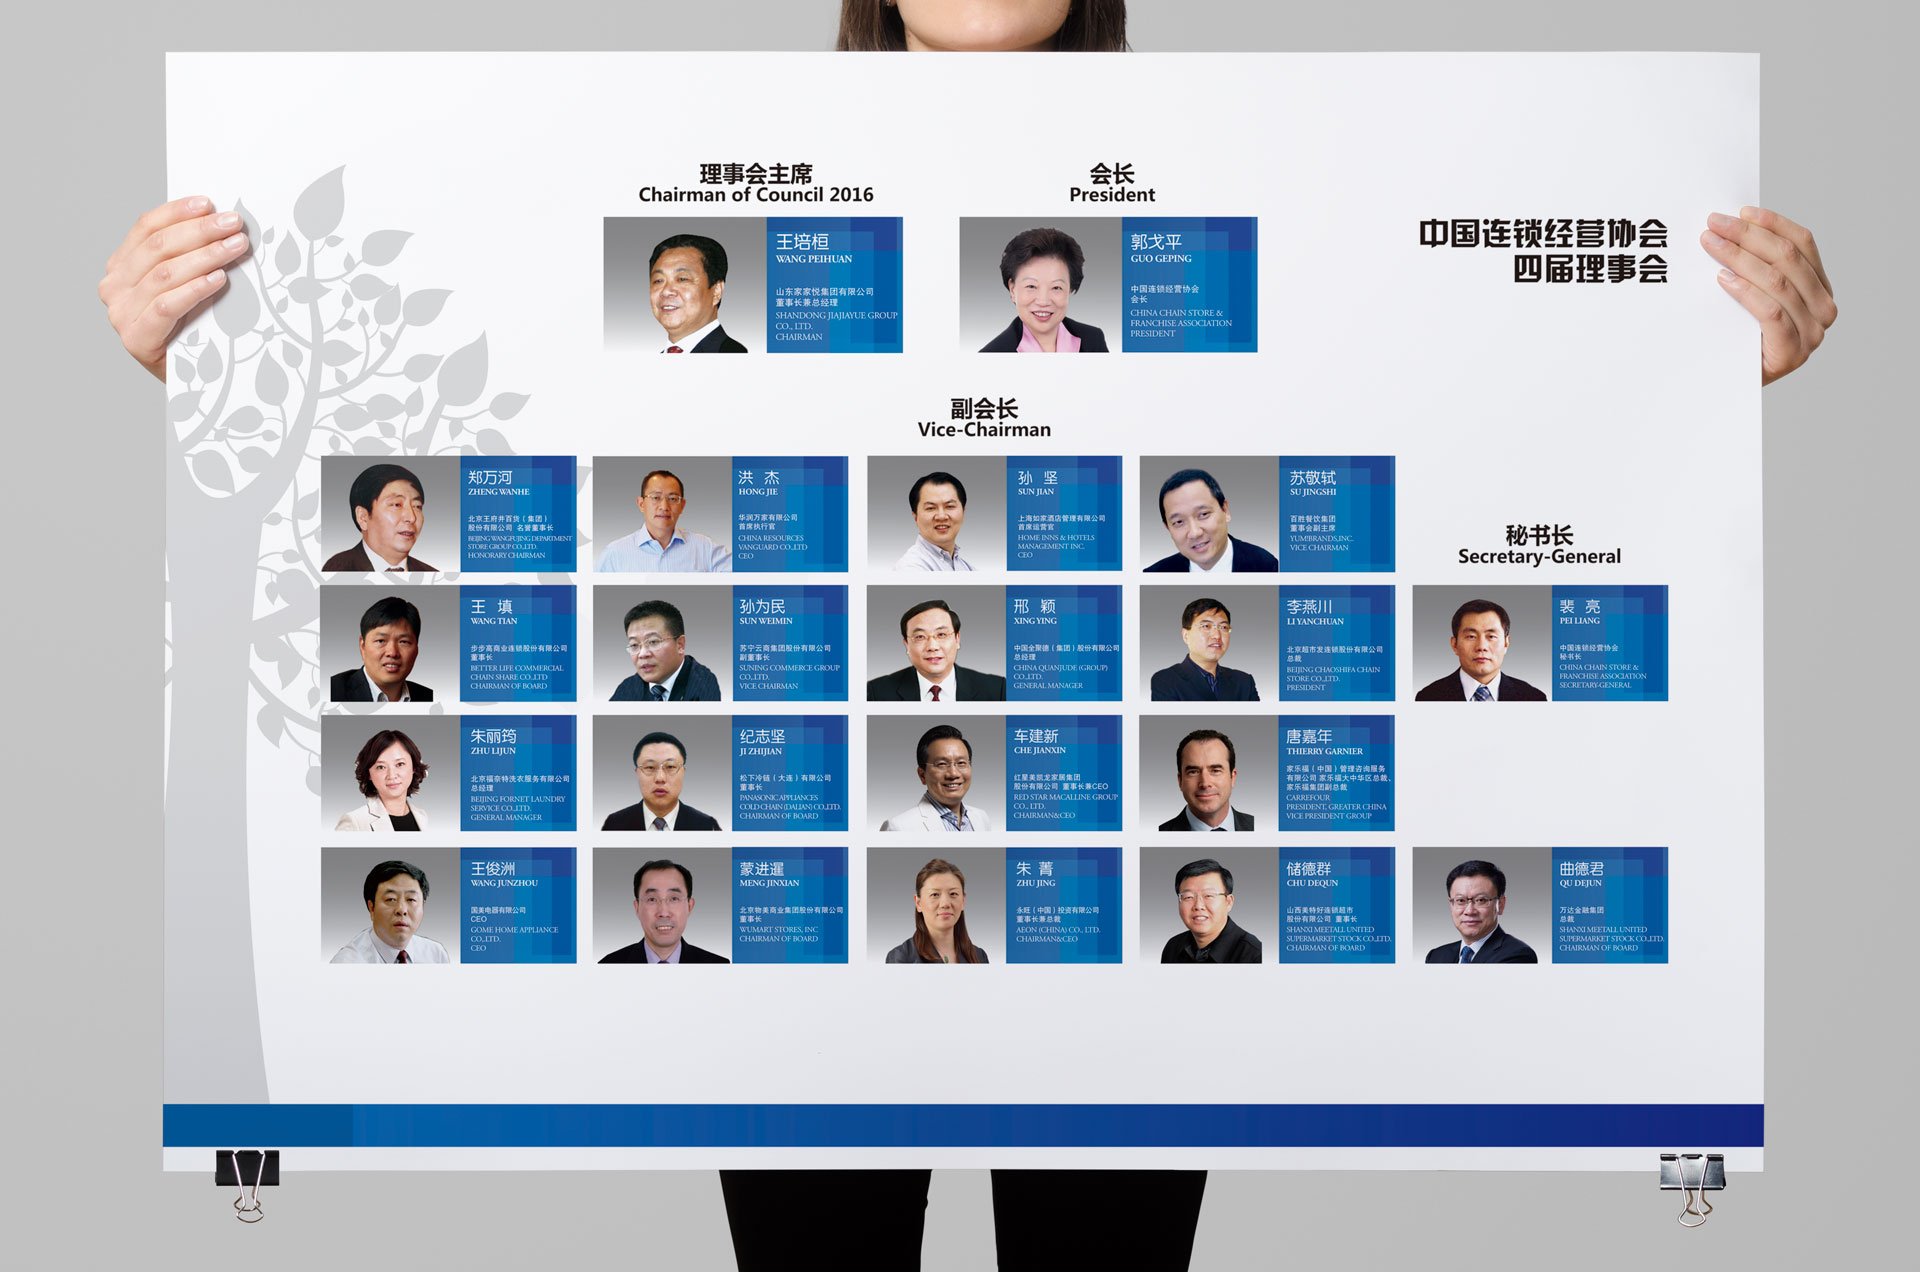 理事会主席
Chairman of Council 2016
王培桓
WANG PEIHUAN
山东家家悦集团有限公司
董事长兼总经理
SHANDONG JIAJIAYUE GROUP
CO., LTD.
CHAIRMAN
会长
President
郭戈平
GUO GEPING
中国连锁经营协会
会长
CHINA CHAIN STORE &
FRANCHISE ASSOCIATION
PRESIDENT
中国连锁经营协会
四届理事会
副会长
Vice-Chairman
郑万河
ZHENG WANHE
北京王府井百货（集团）
股份有限公司 名誉董事长
BEIJING WANGFUJING DEPARTMENT
STORE GROUP CO.,LTD.
HONORARY CHAIRMAN
洪 杰
HONG JIE
华润万家有限公司
首席执行官
CHINA RESOURCES
VANGUARD CO.,LTD
CEO
孙 坚
SUN JIAN
上海如家酒店管理有限公司
首席运营官
HOME INNS & HOTELS
MANAGEMENT INC.
CEO
苏敬轼
SU JINGSHI
百胜餐饮集团
董事会副主席
YUM!BRANDS,INC.
VICE CHAIRMAN
秘书长
Secretary-General
王 填
WANG TIAN
步步高商业连锁股份有限公司
董事长
BETTER LIFE COMMERCIAL
CHAIN SHARE CO.,LTD
CHAIRMAN OF BOARD
孙为民
SUN WEIMIN
苏宁云商集团股份有限公司
副董事长
SUNING COMMERCE GROUP
CO.,LTD.
VICE CHAIRMAN
邢 颖
XING YING
中国全聚德（集团）股份有限公司
总经理
CHINA QUANJUDE (GROUP)
CO.,LTD.
GENERAL MANAGER
李燕川
LI YANCHUAN
北京超市发连锁股份有限公司
总裁
BEIJING CHAOSHIFA CHAIN
STORE CO.,LTD.
PRESIDENT
裴 亮
PEI LIANG
中国连锁经营协会
秘书长
CHINA CHAIN STORE &
FRANCHISE ASSOCIATION
SECRETARY-GENERAL
朱丽筠
ZHU LIJUN
北京福奈特洗衣服务有限公司
总经理
BEIJING FORNET LAUNDRY
SERVICE CO.,LTD.
GENERAL MANAGER
纪志坚
JI ZHIJIAN
松下冷链（大连）有限公司
董事长
PANASONIC APPLIANCES
COLD CHAIN (DALIAN) CO.,LTD.
CHAIRMAN OF BOARD
车建新
CHE JIANXIN
红星美凯龙家居集团
股份有限公司 董事长兼CEO
RED STAR MACALLINE GROUP
CO., LTD.
CHAIRMAN&CEO
唐嘉年
THIERRY GARNIER
家乐福（中国）管理咨询服务
有限公司 家乐福大中华区总裁、
家乐福集团副总裁
CARREFOUR
PRESIDENT, GREATER CHINA
VICE PRESIDENT GROUP
王俊洲
WANG JUNZHOU
国美电器有限公司
CEO
GOME HOME APPLIANCE
CO.,LTD.
CEO
蒙进暹
MENG JINXIAN
北京物美商业集团股份有限公司
董事长
WUMART STORES, INC
CHAIRMAN OF BOARD
朱 菁
ZHU JING
永旺（中国）投资有限公司
董事长兼总裁
AEON (CHINA) CO., LTD.
CHAIRMAN&CEO
储德群
CHU DEQUN
山西美特好连锁超市
股份有限公司 董事长
SHANXI MEETALL UNITED
SUPERMARKET STOCK CO.,LTD.
CHAIRMAN OF BOARD
曲德君
QU DEJUN
万达金融集团
总裁
SHANXI MEETALL UNITED
SUPERMARKET STOCK CO.,LTD.
CHAIRMAN OF BOARD